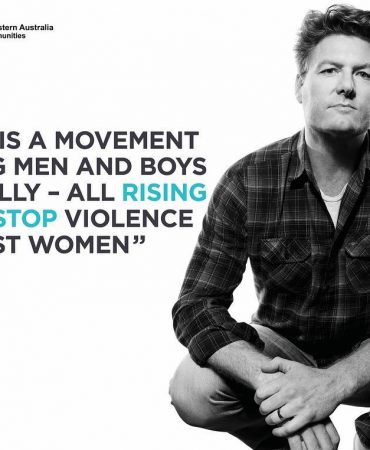 stern Australia
munities
IS A MOVEMENT
G MEN AND BOYS
LLY – ALL RISING
STOP VIOLENCE
ST WOMEN”